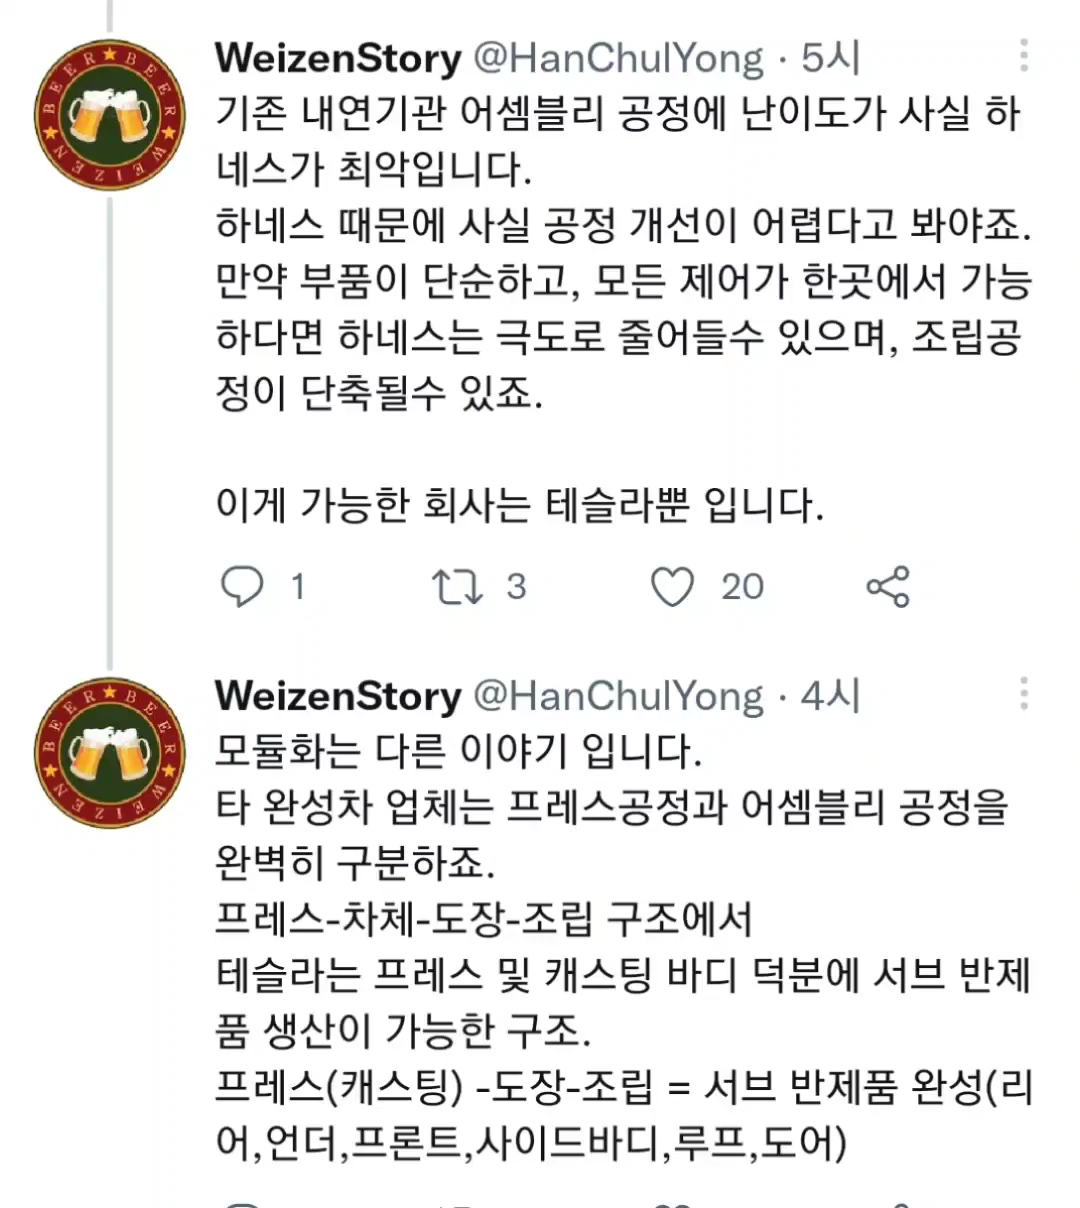 WeizenStory @HanChulYong · 5시
기존 내연기관 어셈블리 공정에 난이도가 사실 하
네스가 최악입니다.
하네스 때문에 사실 공정 개선이 어렵다고 봐야죠.
만약 부품이 단순하고, 모든 제어가 한곳에서 가능
하다면 하네스는 극도로 줄어들수 있으며, 조립공
정이 단축될수 있죠.
이게 가능한 회사는 테슬라뿐 입니다.
1 3 20
WeizenStory @HanChulYong · 4시
모듈화는 다른 이야기 입니다.
타 완성차 업체는 프레스공정과 어셈블리 공정을
완벽히 구분하죠.
프레스-차체-도장-조립 구조에서
테슬라는 프레스 및 캐스팅 바디 덕분에 서브 반제
품 생산이 가능한 구조.
프레스(캐스팅) -도장-조립 = 서브 반제품 완성(리
어,언더,프론트,사이드바디,루프,도어)
BEER BEER WEIZEN
BEER BEER WEIZEN